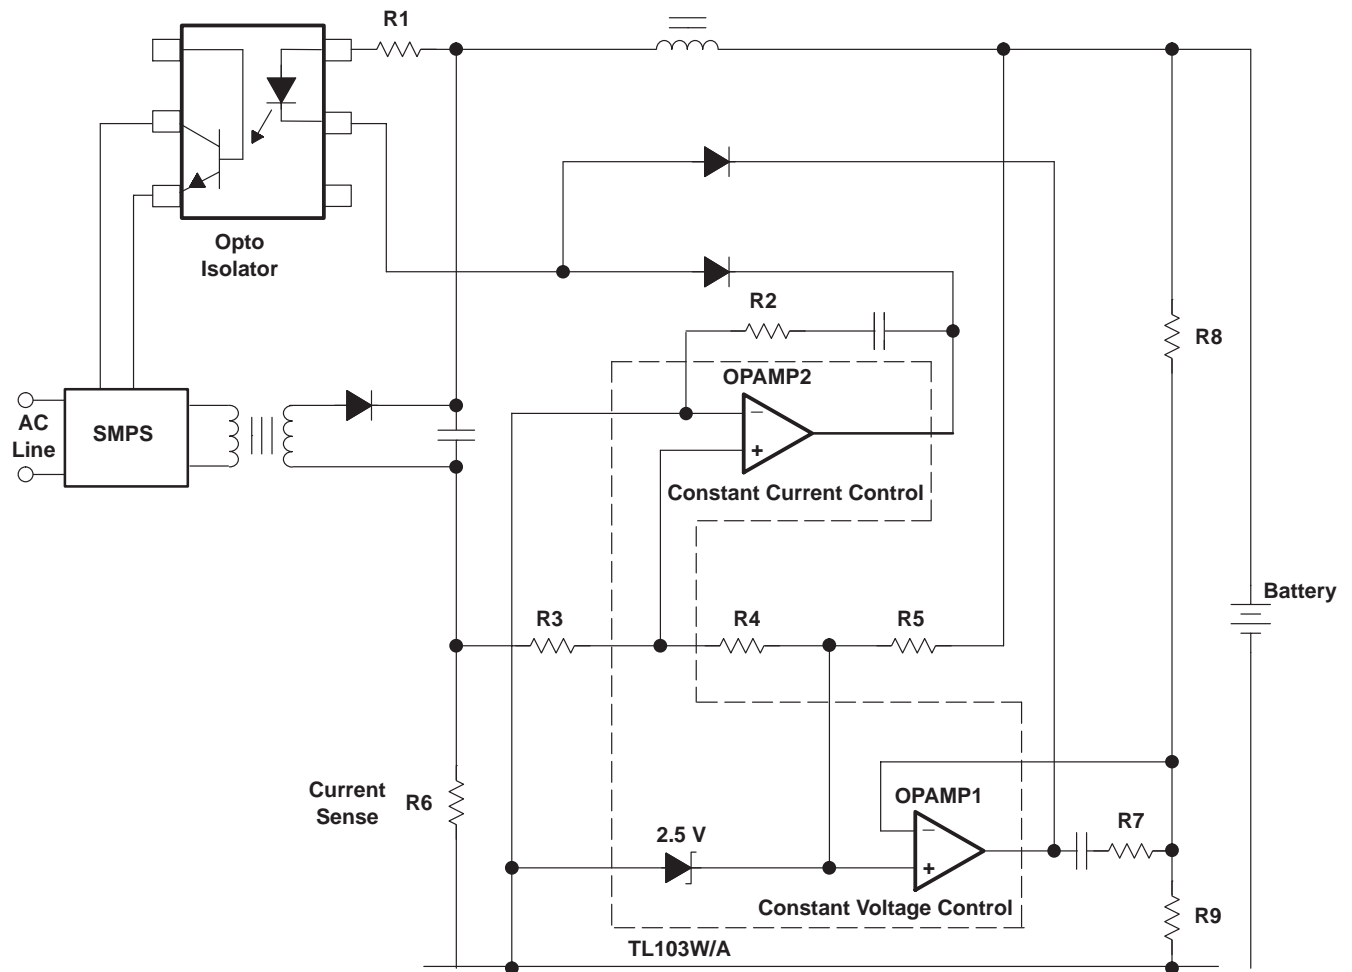 R1
Opto
Isolator
R2
R8
OPAMP2
−
+
Constant Current Control
AC
Line
SMPS
Battery
R3
R4
R5
Current
Sense
R6
2.5 V
OPAMP1
−
+
R7
Constant Voltage Control
R9
TL103W/A